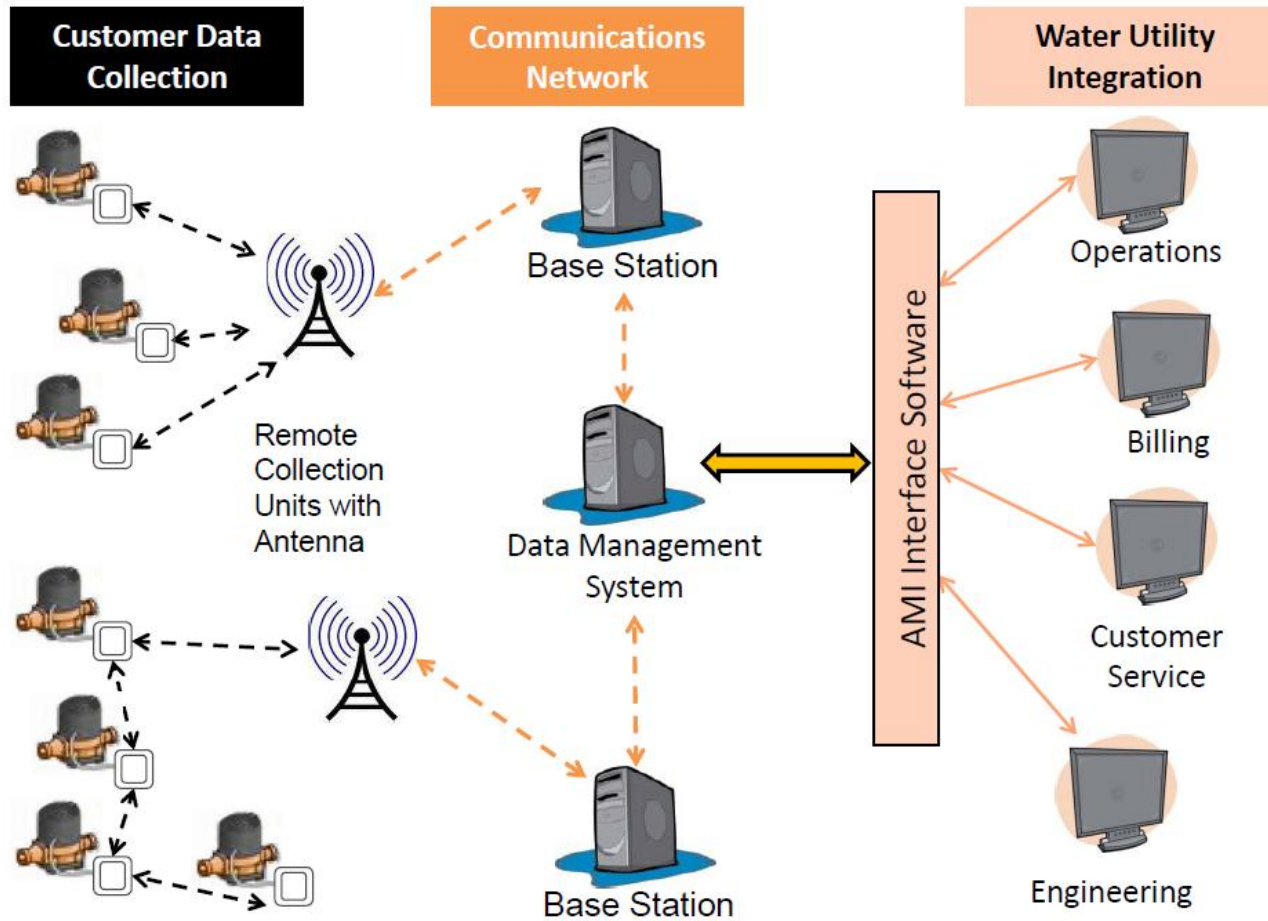 Customer Data
Collection
Communications
Network
Water Utility
Integration
Base Station
Operations
Remote
Collection
Units with
Antenna
Data Management
System
AMI Interface Software
Billing
Customer
Service
Base Station
Engineering